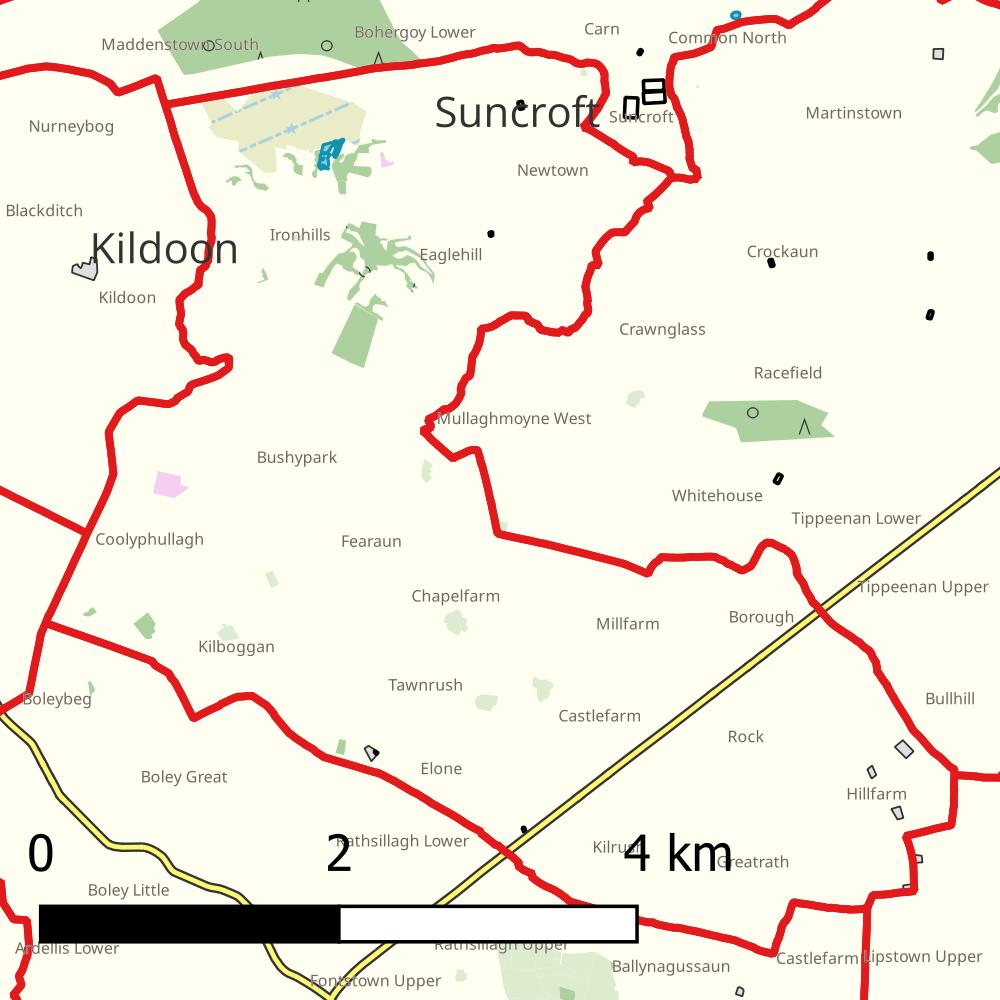 Carn
Bohergoy Lower
Common North
Maddenstown South
Suncroft
Martinstown
Suncroft
Nurneybog
Newtown
Blackditch
Ironhills
Kildoon
Eaglehill
Crockaun
Kildoon
Crawnglass
Racefield
Mullaghmoyne West
Bushypark
Whitehouse
Tippeenan Lower
Coolyphullagh
Fearaun
Tippeenan Upper
Chapelfarm
Borough
Millfarm
Kilboggan
Tawnrush
Boleybeg
Bullhill
Castlefarm
Rock
Elone
Boley Great
Hillfarm
Rathsillagh Lower
Kilrush
0 2 4 km
Greatrath
Boley Little
Rathsillagh Upper
Ardellis Lower
Castlefarm
Lipstown Upper
Ballynagussaun
Fontstown Upper